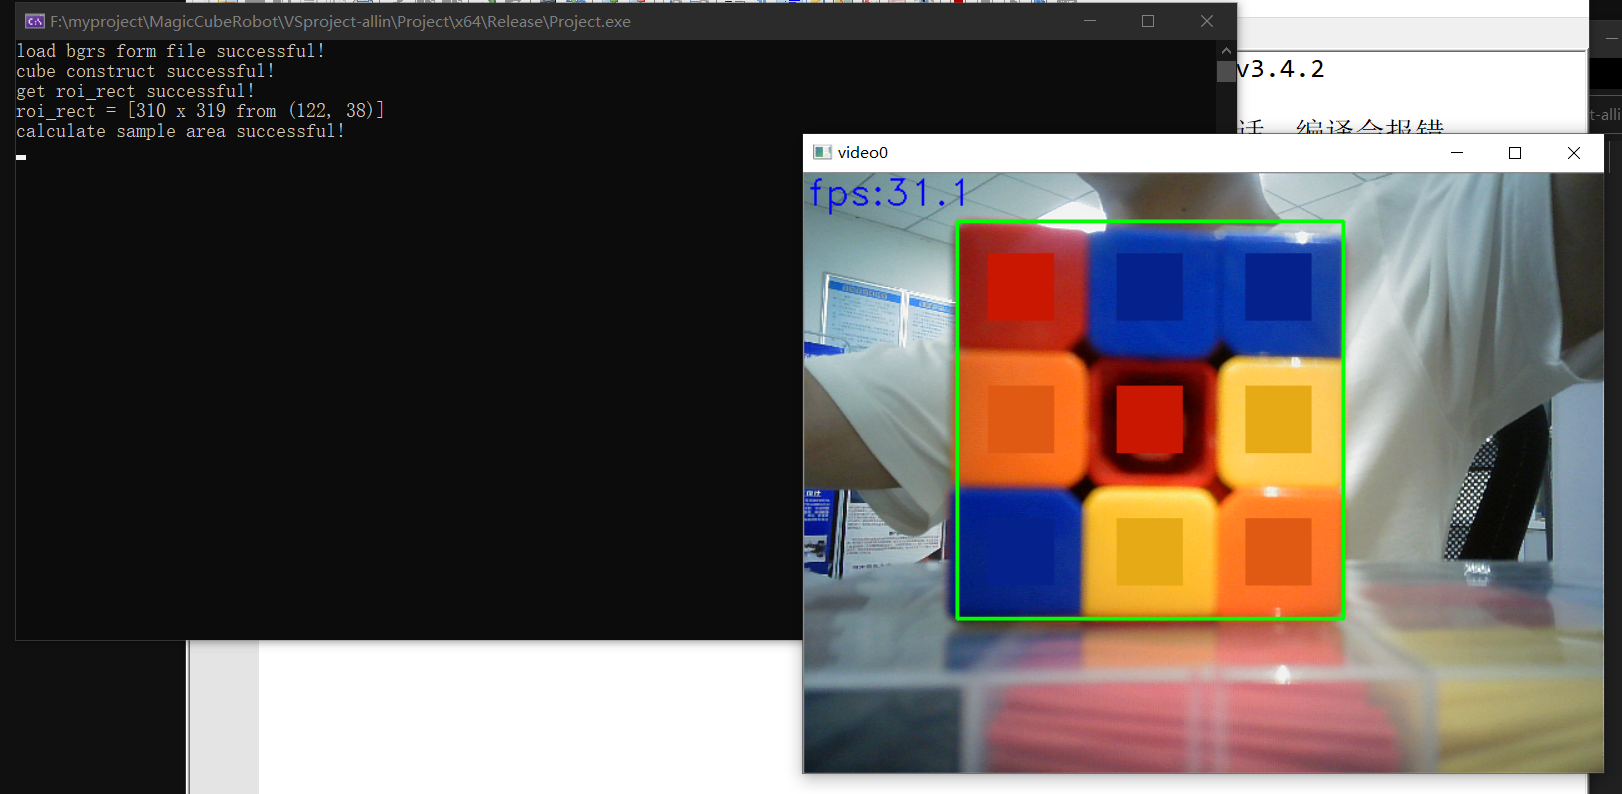 F:\myproject\MagicCubeRobot\VSproject-allin\Project\x64\Release\Project.exe
load bgrs form file successful!
cube construct successful!
get roi_rect successful!
roi_rect = [310 x 319 from (122, 38)]
calculate sample area successful!
v3.4.2
话，编译会报错
t-allin
video0
fps:31.1